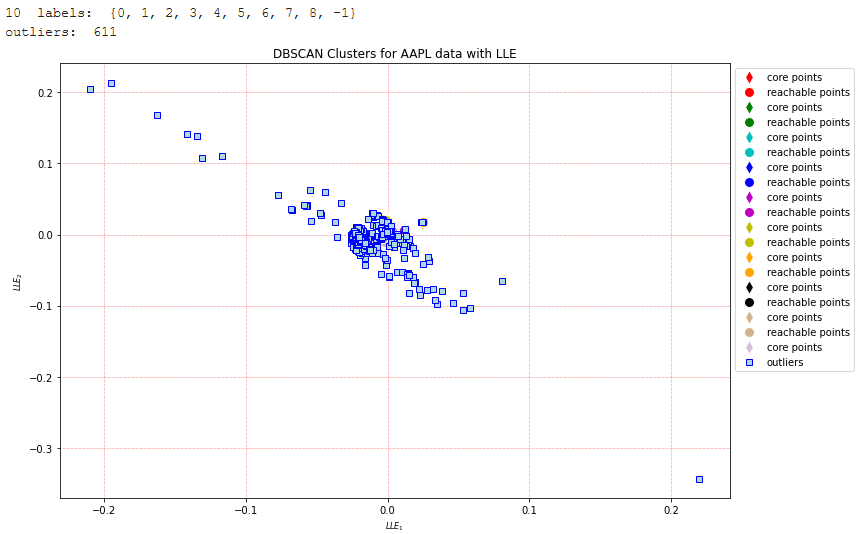 10 labels: {0, 1, 2, 3, 4, 5, 6, 7, 8, -1}
outliers: 611
DBSCAN Clusters for AAPL data with LLE
0.2
0.1
0.0
−0.1
−0.2
−0.3
LLE₂
−0.2
−0.1
0.0
0.1
0.2
LLE₁
core points
reachable points
core points
reachable points
core points
reachable points
core points
reachable points
core points
reachable points
core points
reachable points
core points
reachable points
core points
reachable points
core points
reachable points
core points
outliers